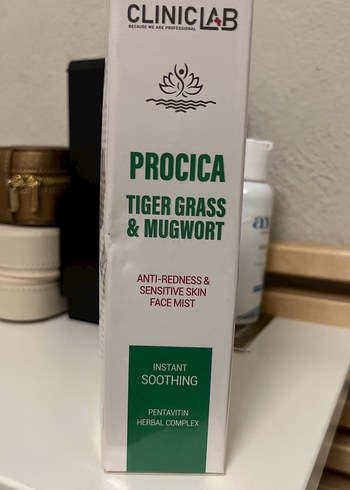 CLINICLAB
BECAUSE WE ARE PROFESSIONAL
PROCICA
TIGER GRASS
& MUGWORT
ANTI-REDNESS &
SENSITIVE SKIN
FACE MIST
INSTANT
SOOTHING
PENTAVITIN
HERBAL COMPLEX